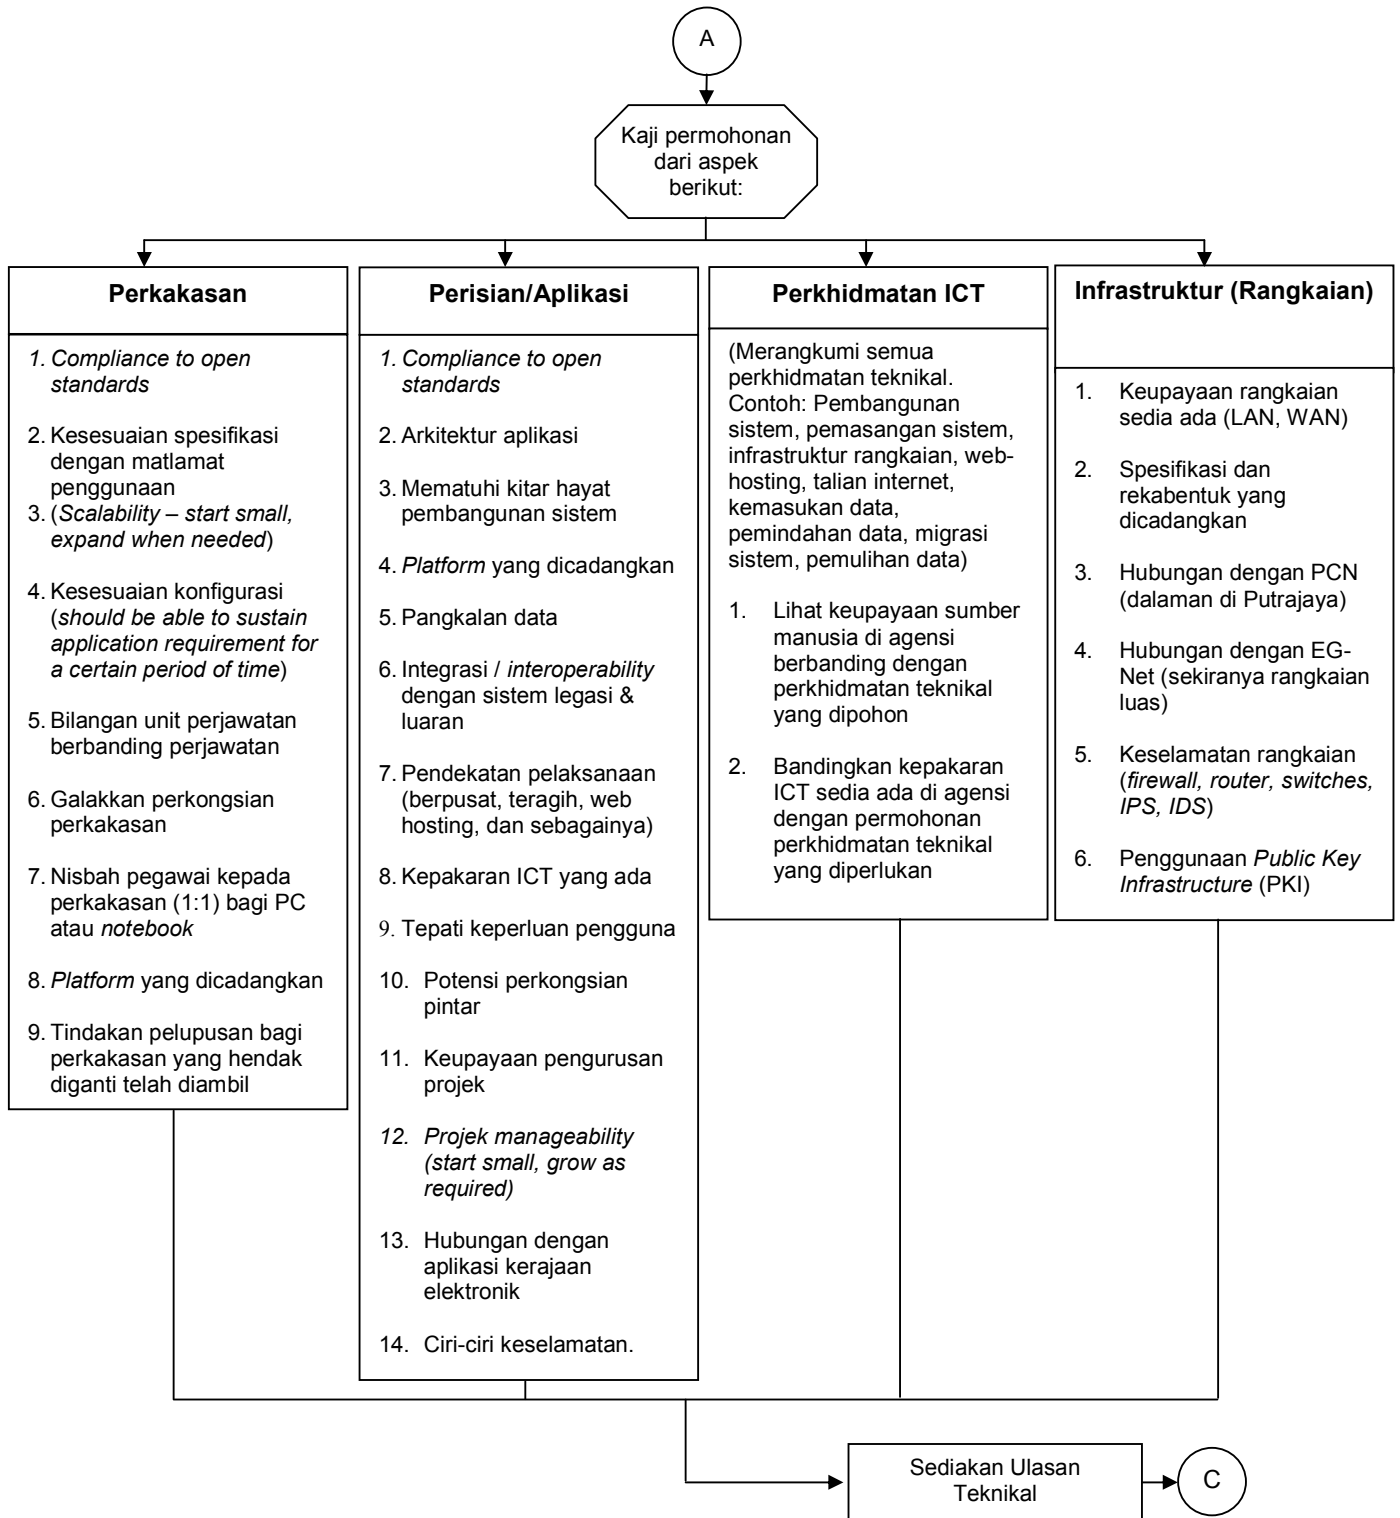 A
Kaji permohonan
dari aspek
berikut:
Perkakasan
1. Compliance to open
standards
2. Kesesuaian spesifikasi
dengan matlamat
penggunaan
3. (Scalability – start small,
expand when needed)
4. Kesesuaian konfigurasi
(should be able to sustain
application requirement for
a certain period of time)
5. Bilangan unit perjawatan
berbanding perjawatan
6. Galakkan perkongsian
perkakasan
7. Nisbah pegawai kepada
perkakasan (1:1) bagi PC
atau notebook
8. Platform yang dicadangkan
9. Tindakan pelupusan bagi
perkakasan yang hendak
diganti telah diambil
Perisian/Aplikasi
1. Compliance to open
standards
2. Arkitektur aplikasi
3. Mematuhi kitar hayat
pembangunan sistem
4. Platform yang dicadangkan
5. Pangkalan data
6. Integrasi / interoperability
dengan sistem legasi &
luaran
7. Pendekatan pelaksanaan
(berpusat, teragih, web
hosting, dan sebagainya)
8. Kepakaran ICT yang ada
9. Tepati keperluan pengguna
10. Potensi perkongsian
pintar
11. Keupayaan pengurusan
projek
12. Projek manageability
(start small, grow as
required)
13. Hubungan dengan
aplikasi kerajaan
elektronik
14. Ciri-ciri keselamatan.
Perkhidmatan ICT
(Merangkumi semua
perkhidmatan teknikal.
Contoh: Pembangunan
sistem, pemasangan sistem,
infrastruktur rangkaian, web-
hosting, talian internet,
kemasukan data,
pemindahan data, migrasi
sistem, pemulihan data)
1. Lihat keupayaan sumber
manusia di agensi
berbanding dengan
perkhidmatan teknikal
yang dipohon
2. Bandingkan kepakaran
ICT sedia ada di agensi
dengan permohonan
perkhidmatan teknikal
yang diperlukan
Infrastruktur (Rangkaian)
1. Keupayaan rangkaian
sedia ada (LAN, WAN)
2. Spesifikasi dan
rekabentuk yang
dicadangkan
3. Hubungan dengan PCN
(dalaman di Putrajaya)
4. Hubungan dengan EG-
Net (sekiranya rangkaian
luas)
5. Keselamatan rangkaian
(firewall, router, switches,
IPS, IDS)
6. Penggunaan Public Key
Infrastructure (PKI)
Sediakan Ulasan
Teknikal
C